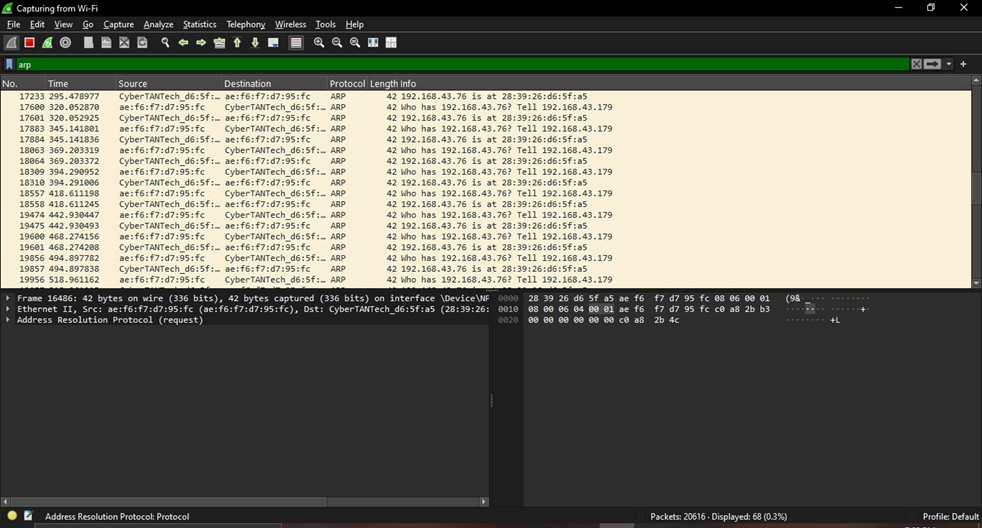 Capturing from Wi-Fi
File Edit View Go Capture Analyze Statistics Telephony Wireless Tools Help
arp
No. Time Source Destination Protocol Length Info
17233 295.478977 CyberTANTech_d6:5f:… ae:f6:f7:d7:95:fc ARP 42 192.168.43.76 is at 28:39:26:d6:5f:a5
17600 320.052870 ae:f6:f7:d7:95:fc CyberTANTech_d6:5f:… ARP 42 Who has 192.168.43.76? Tell 192.168.43.179
17601 320.052925 CyberTANTech_d6:5f:… ae:f6:f7:d7:95:fc ARP 42 192.168.43.76 is at 28:39:26:d6:5f:a5
17883 345.141801 ae:f6:f7:d7:95:fc CyberTANTech_d6:5f:… ARP 42 Who has 192.168.43.76? Tell 192.168.43.179
17884 345.141836 CyberTANTech_d6:5f:… ae:f6:f7:d7:95:fc ARP 42 192.168.43.76 is at 28:39:26:d6:5f:a5
18063 369.203319 ae:f6:f7:d7:95:fc CyberTANTech_d6:5f:… ARP 42 Who has 192.168.43.76? Tell 192.168.43.179
18064 369.203372 CyberTANTech_d6:5f:… ae:f6:f7:d7:95:fc ARP 42 192.168.43.76 is at 28:39:26:d6:5f:a5
18309 394.290952 ae:f6:f7:d7:95:fc CyberTANTech_d6:5f:… ARP 42 Who has 192.168.43.76? Tell 192.168.43.179
18310 394.291006 CyberTANTech_d6:5f:… ae:f6:f7:d7:95:fc ARP 42 192.168.43.76 is at 28:39:26:d6:5f:a5
18557 418.611198 ae:f6:f7:d7:95:fc CyberTANTech_d6:5f:… ARP 42 Who has 192.168.43.76? Tell 192.168.43.179
18558 418.611245 CyberTANTech_d6:5f:… ae:f6:f7:d7:95:fc ARP 42 192.168.43.76 is at 28:39:26:d6:5f:a5
19474 442.930447 ae:f6:f7:d7:95:fc CyberTANTech_d6:5f:… ARP 42 Who has 192.168.43.76? Tell 192.168.43.179
19475 442.930493 CyberTANTech_d6:5f:… ae:f6:f7:d7:95:fc ARP 42 192.168.43.76 is at 28:39:26:d6:5f:a5
19600 468.274156 ae:f6:f7:d7:95:fc CyberTANTech_d6:5f:… ARP 42 Who has 192.168.43.76? Tell 192.168.43.179
19601 468.274208 CyberTANTech_d6:5f:… ae:f6:f7:d7:95:fc ARP 42 192.168.43.76 is at 28:39:26:d6:5f:a5
19856 494.897782 ae:f6:f7:d7:95:fc CyberTANTech_d6:5f:… ARP 42 Who has 192.168.43.76? Tell 192.168.43.179
19857 494.897838 CyberTANTech_d6:5f:… ae:f6:f7:d7:95:fc ARP 42 192.168.43.76 is at 28:39:26:d6:5f:a5
19956 518.961162 ae:f6:f7:d7:95:fc CyberTANTech_d6:5f:… ARP 42 Who has 192.168.43.76? Tell 192.168.43.179
Frame 16486: 42 bytes on wire (336 bits), 42 bytes captured (336 bits) on interface \Device\NP
Ethernet II, Src: ae:f6:f7:d7:95:fc (ae:f6:f7:d7:95:fc), Dst: CyberTANTech_d6:5f:a5 (28:39:26:
Address Resolution Protocol (request)
0000 28 39 26 d6 5f a5 ae f6 f7 d7 95 fc 08 06 00 01 (9&·_··· ········
0010 08 00 06 04 00 01 ae f6 f7 d7 95 fc c0 a8 2b b3 ········ ······+·
0020 00 00 00 00 00 00 c0 a8 2b 4c ········ +L
Address Resolution Protocol: Protocol
Packets: 20616 · Displayed: 68 (0.3%)
Profile: Default